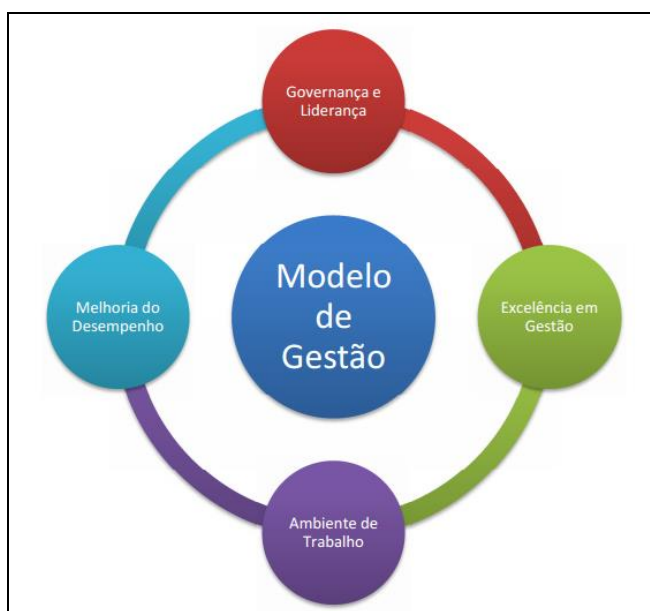 Governança e
Liderança
Melhoria do
Desempenho
Modelo
de
Gestão
Excelência em
Gestão
Ambiente de
Trabalho